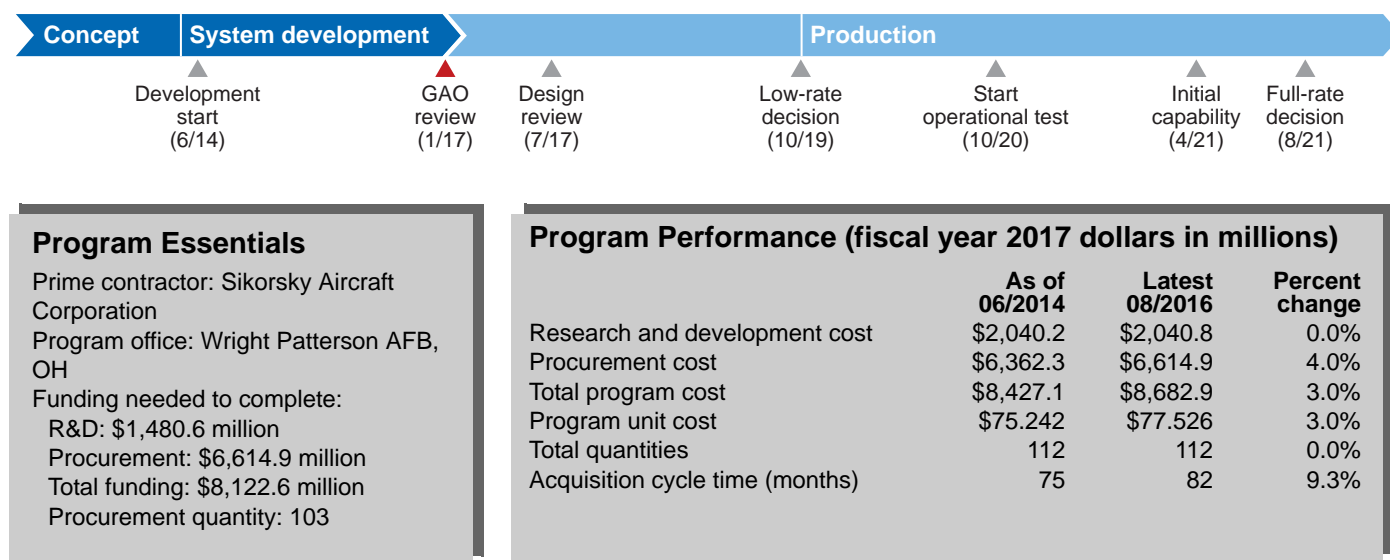 Concept System development Production
Development start (6/14)
GAO review (1/17)
Design review (7/17)
Low-rate decision (10/19)
Start operational test (10/20)
Initial capability (4/21)
Full-rate decision (8/21)
Program Essentials
Prime contractor: Sikorsky Aircraft
Corporation
Program office: Wright Patterson AFB,
OH
Funding needed to complete:
R&D: $1,480.6 million
Procurement: $6,614.9 million
Total funding: $8,122.6 million
Procurement quantity: 103
Program Performance (fiscal year 2017 dollars in millions)
As of 06/2014 Latest 08/2016 Percent change
Research and development cost $2,040.2 $2,040.8 0.0%
Procurement cost $6,362.3 $6,614.9 4.0%
Total program cost $8,427.1 $8,682.9 3.0%
Program unit cost $75.242 $77.526 3.0%
Total quantities 112 112 0.0%
Acquisition cycle time (months) 75 82 9.3%